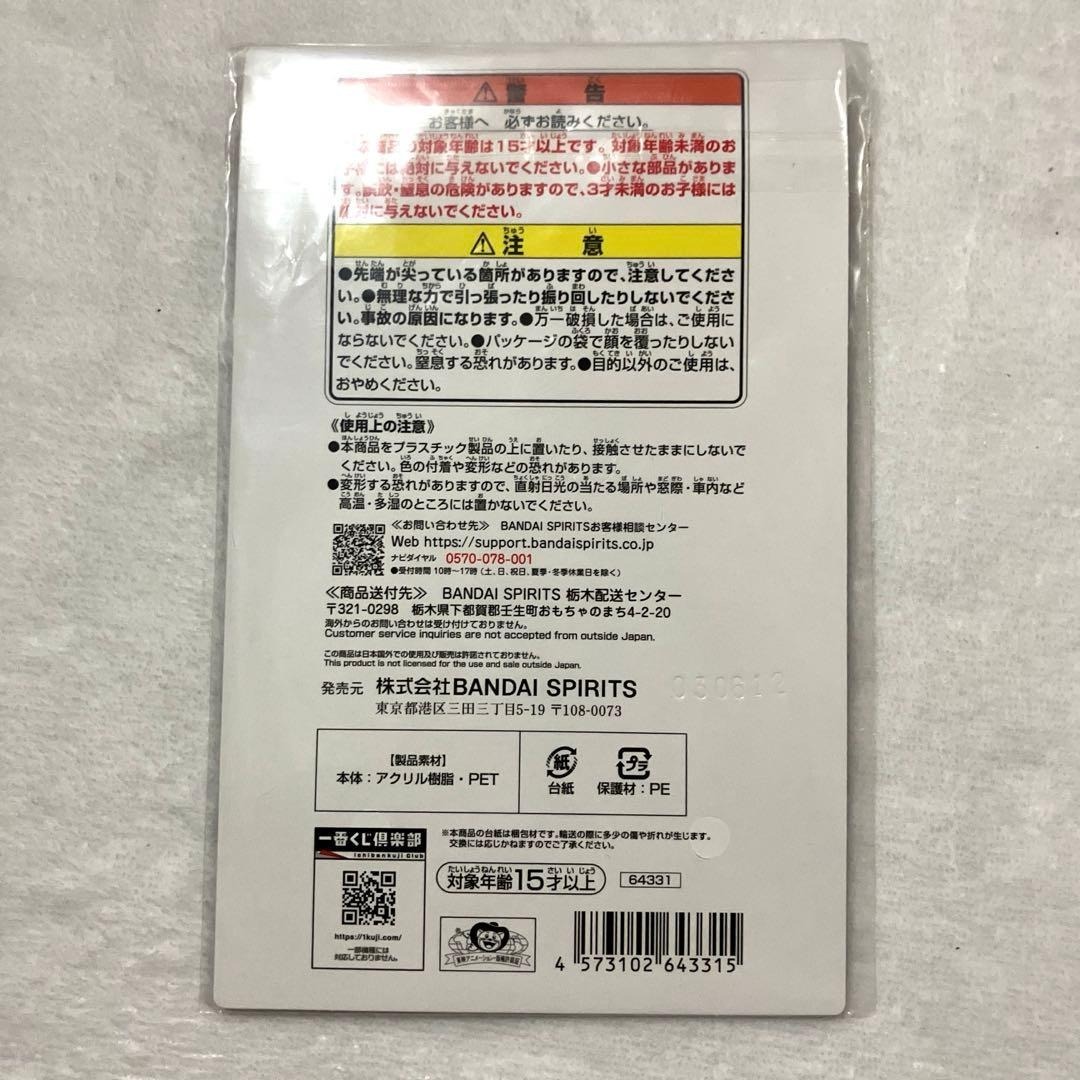 警告
お客様へ 必ずお読みください。
対象年齢は15才以上です。対象年齢未満のお
には絶対に与えないでください。●小さな部品がありま
す。誤飲・窒息の危険がありますので、3才未満のお子様には
に与えないでください。
注意
●先端が尖っている箇所がありますので、注意してくださ
い。●無理な力で引っ張ったり振り回したりしないでくださ
い。事故の原因になります。●万一破損した場合は、ご使用に
ならないでください。●パッケージの袋で顔を覆ったりしない
でください。窒息する恐れがあります。●目的以外のご使用は、
おやめください。
《使用上の注意》
●本商品をプラスチック製品の上に置いたり、接触させたままにしないで
ください。色の付着や変形などの恐れがあります。
●変形する恐れがありますので、直射日光の当たる場所や窓際・車内など
高温・多湿のところには置かないでください。
≪お問い合わせ先≫ BANDAI SPIRITSお客様相談センター
Web https://support.bandaispirits.co.jp
ナビダイヤル 0570-078-001
●受付時間 10時〜17時(土、日、祝日、夏季・冬季休業日を除く)
≪商品送付先≫ BANDAI SPIRITS 栃木配送センター
〒321-0298 栃木県下都賀郡壬生町おもちゃのまち4-2-20
海外からのお問い合わせは受け付けておりません。
Customer service inquiries are not accepted from outside Japan.
この商品は日本国外での使用及び販売は許諾されておりません。
This product is not licensed for the use and sale outside Japan.
発売元 株式会社BANDAI SPIRITS
東京都港区三田三丁目5-19 〒108-0073
【製品素材】
本体：アクリル樹脂・PET
紙
台紙
プラ
保護材：PE
一番くじ倶楽部
Ichibankuji Club
https://1kuji.com/
一部機種には
対応しておりません。
※本商品の台紙は梱包材です。輸送の際に多少の傷や折れが生じます。
交換には応じかねますのでご了承ください。
対象年齢15才以上
64331
東映アニメーション・版権許諾証
4 573102 643315